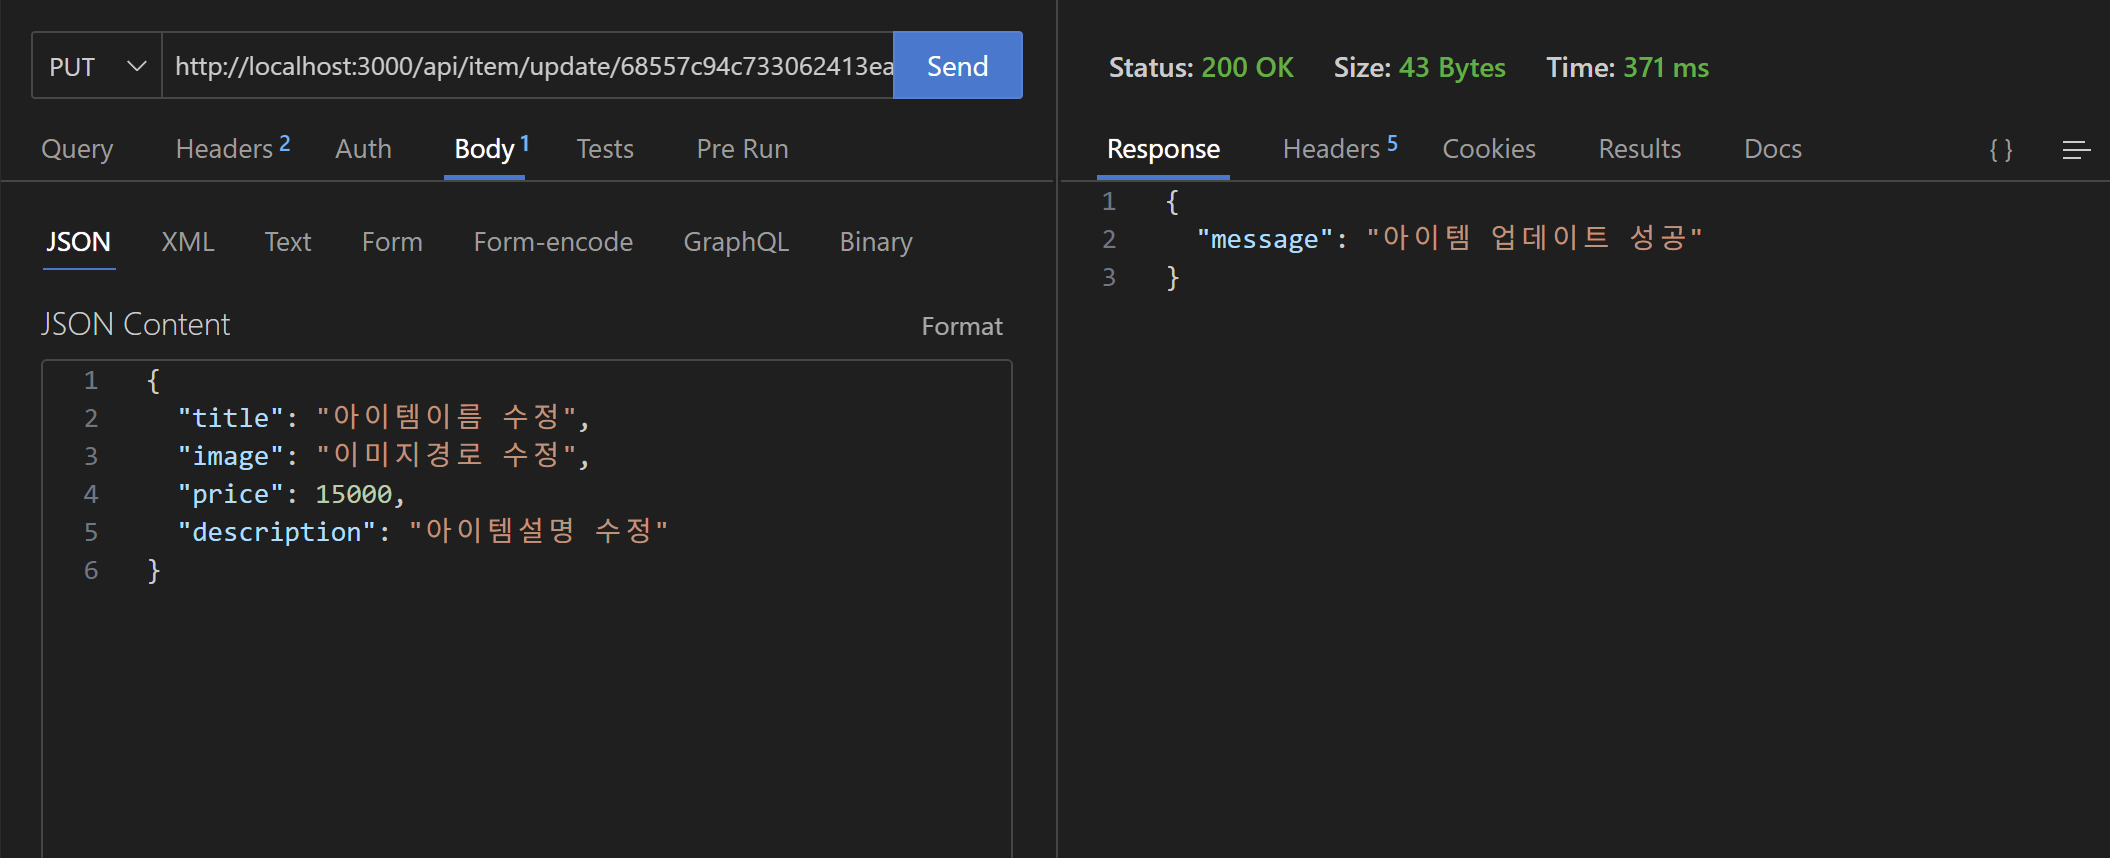 PUT http://localhost:3000/api/item/update/68557c94c733062413ea Send
Query Headers 2 Auth Body 1 Tests Pre Run
JSON XML Text Form Form-encode GraphQL Binary
JSON Content Format
1 {
2 "title": "아이템이름 수정",
3 "image": "이미지경로 수정",
4 "price": 15000,
5 "description": "아이템설명 수정"
6 }
Status: 200 OK Size: 43 Bytes Time: 371 ms
Response Headers 5 Cookies Results Docs { }
1 {
2 "message": "아이템 업데이트 성공"
3 }